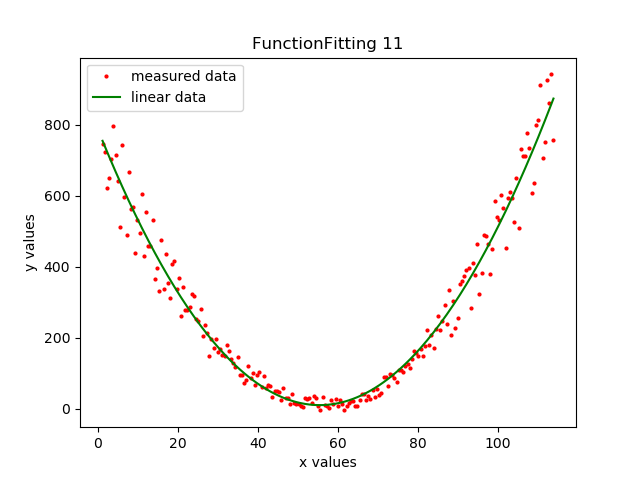 FunctionFitting 11
measured data
linear data
y values
800
600
400
200
0
0 20 40 60 80 100
x values